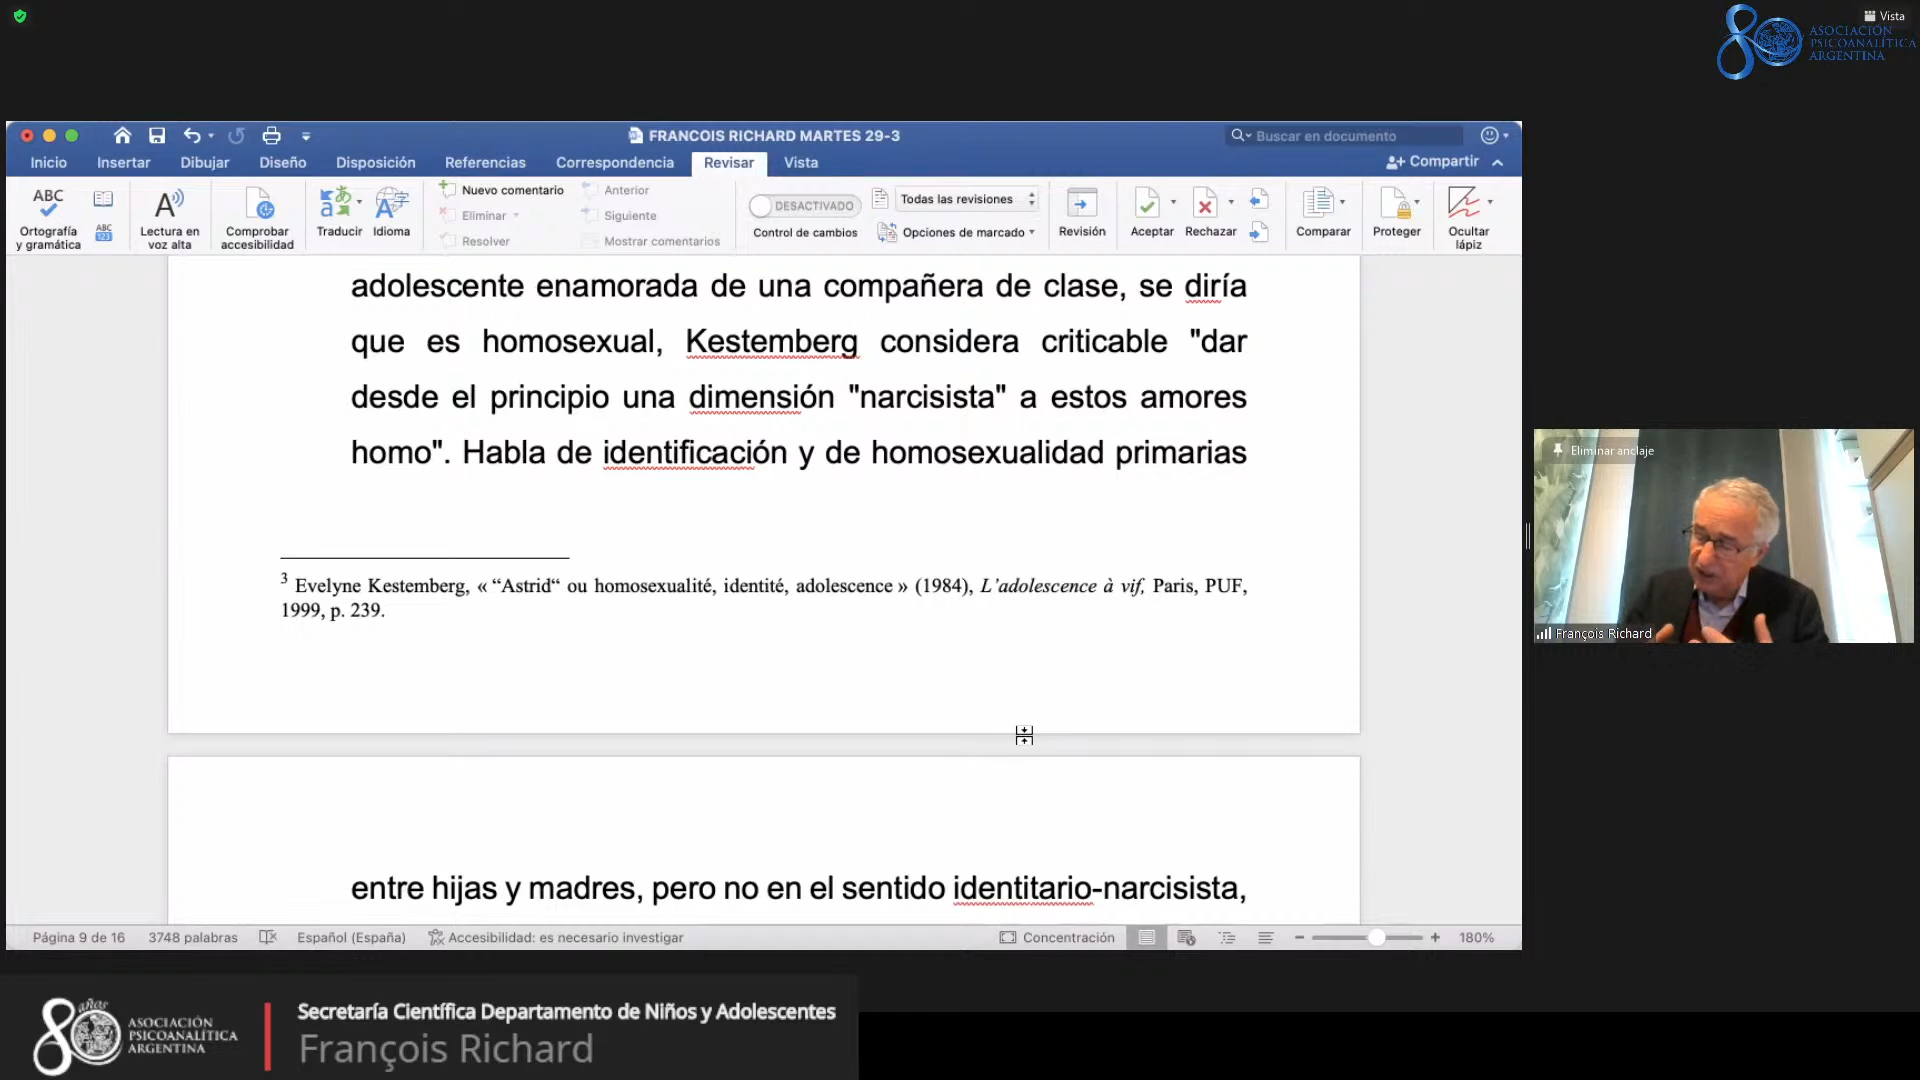 Vista
ASOCIACIÓN
PSICOANALÍTICA
ARGENTINA
FRANCOIS RICHARD MARTES 29-3
Buscar en documento
Inicio
Insertar
Dibujar
Diseño
Disposición
Referencias
Correspondencia
Revisar
Vista
Compartir
ABC
Ortografía
y gramática
ABC
123
Lectura en
voz alta
Comprobar
accesibilidad
Traducir
Idioma
Nuevo comentario
Eliminar
Resolver
Anterior
Siguiente
Mostrar comentarios
DESACTIVADO
Control de cambios
Todas las revisiones
Opciones de marcado
Revisión
Aceptar
Rechazar
Comparar
Proteger
Ocultar
lápiz
adolescente enamorada de una compañera de clase, se diría
que es homosexual, Kestemberg considera criticable "dar
desde el principio una dimensión "narcisista" a estos amores
homo". Habla de identificación y de homosexualidad primarias
3 Evelyne Kestemberg, « “Astrid“ ou homosexualité, identité, adolescence » (1984), L’adolescence à vif, Paris, PUF,
1999, p. 239.
entre hijas y madres, pero no en el sentido identitario-narcisista,
Página 9 de 16
3748 palabras
Español (España)
Accesibilidad: es necesario investigar
Concentración
180%
Eliminar anclaje
François Richard
80 años
ASOCIACIÓN
PSICOANALÍTICA
ARGENTINA
Secretaría Científica Departamento de Niños y Adolescentes
François Richard